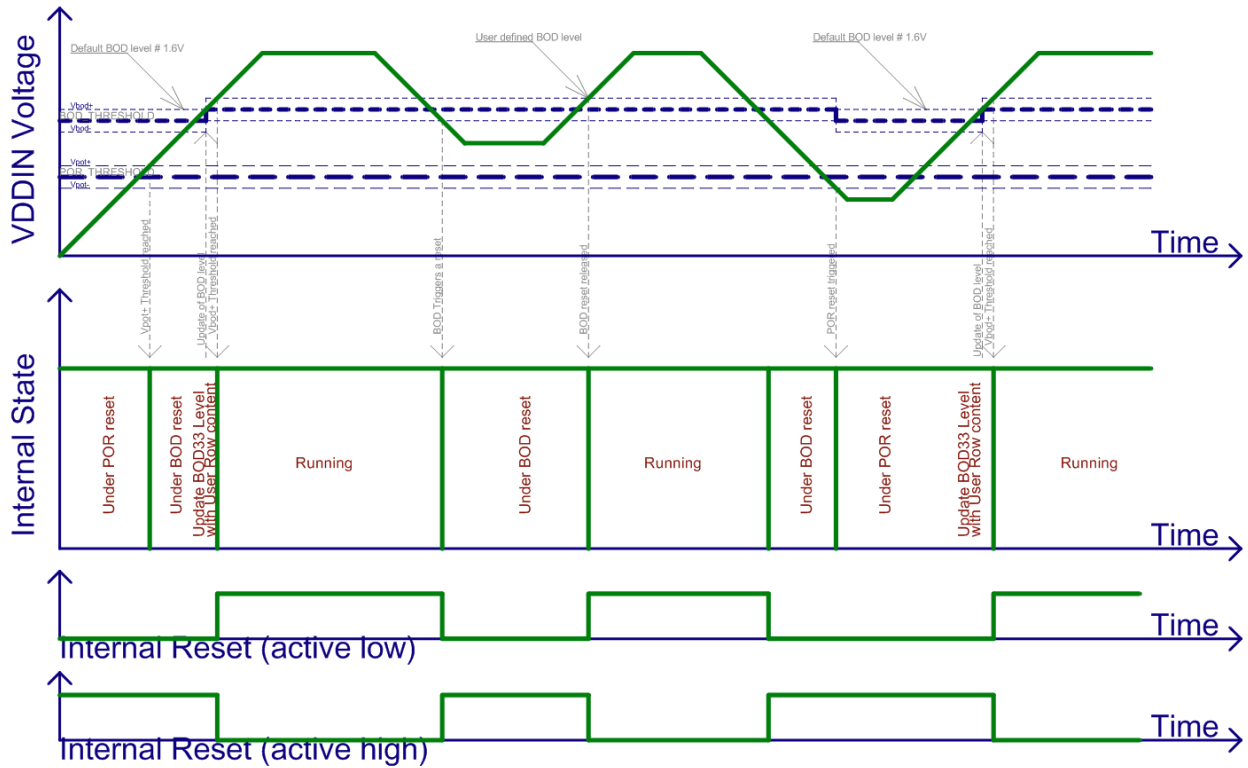 VDDIN Voltage
Default BOD level # 1.6V
User defined BOD level
Default BOD level # 1.6V
Vbod+
BOD THRESHOLD
Vbod-
Vpot+
POR THRESHOLD
Vpot-
Time
Vpot+ Threshold reached
Update of BOD level
Vbod+ Threshold reached
BOD Triggers a reset
BOD reset released
POR reset triggered
Update of BOD level
Vbod+ Threshold reached
Internal State
Under POR reset
Under BOD reset
Update BOD33 Level
with User Row content
Running
Under BOD reset
Running
Under BOD reset
Under POR reset
Update BOD33 Level
with User Row content
Running
Time
Time
Internal Reset (active low)
Time
Internal Reset (active high)